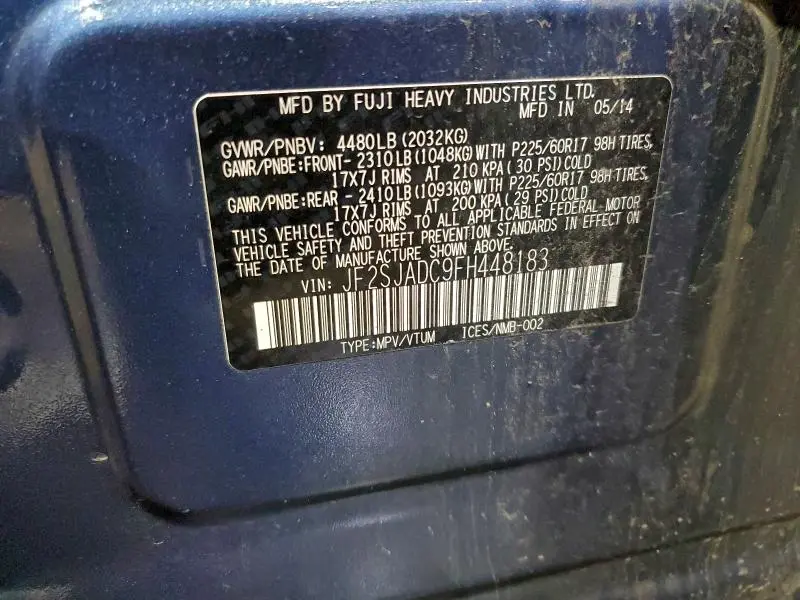 MFD BY FUJI HEAVY INDUSTRIES LTD.
MFD IN 05/14
GVWR/PNBV: 4480LB (2032KG)
GAWR/PNBE:FRONT- 2310LB(1048KG)WITH P225/60R17 98H TIRES,
17X7J RIMS AT 210 KPA( 30 PSI)COLD
GAWR/PNBE:REAR - 2410LB(1093KG)WITH P225/60R17 98H TIRES,
17X7J RIMS AT 200 KPA( 29 PSI)COLD
THIS VEHICLE CONFORMS TO ALL APPLICABLE FEDERAL MOTOR
VEHICLE SAFETY AND THEFT PREVENTION STANDARDS IN EFFECT ON
THE DATE OF MANUFACTURE SHOWN ABOVE.
VIN: JF2SJADC9FH448183
TYPE:MPV/VTUM ICES/NMB-002